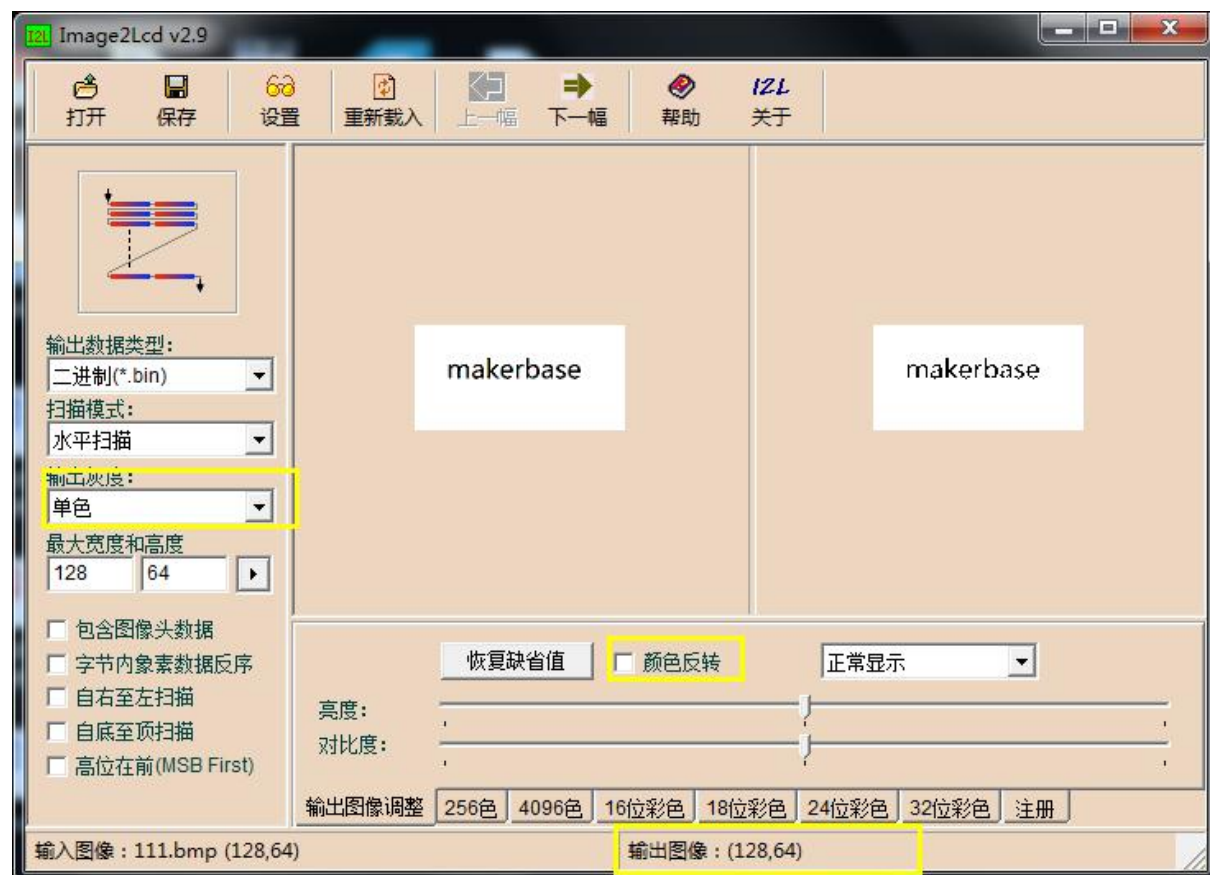 Image2Lcd v2.9
打开 保存 设置 重新载入 上一幅 下一幅 帮助 I2L 关于
输出数据类型:
二进制(*.bin)
扫描模式:
水平扫描
输出灰度:
单色
最大宽度和高度
128 64
包含图像头数据
字节内象素数据反序
自右至左扫描
自底至顶扫描
高位在前(MSB First)
makerbase
makerbase
恢复缺省值 颜色反转 正常显示
亮度:
对比度:
输出图像调整 256色 4096色 16位彩色 18位彩色 24位彩色 32位彩色 注册
输入图像:111.bmp (128,64) 输出图像:(128,64)